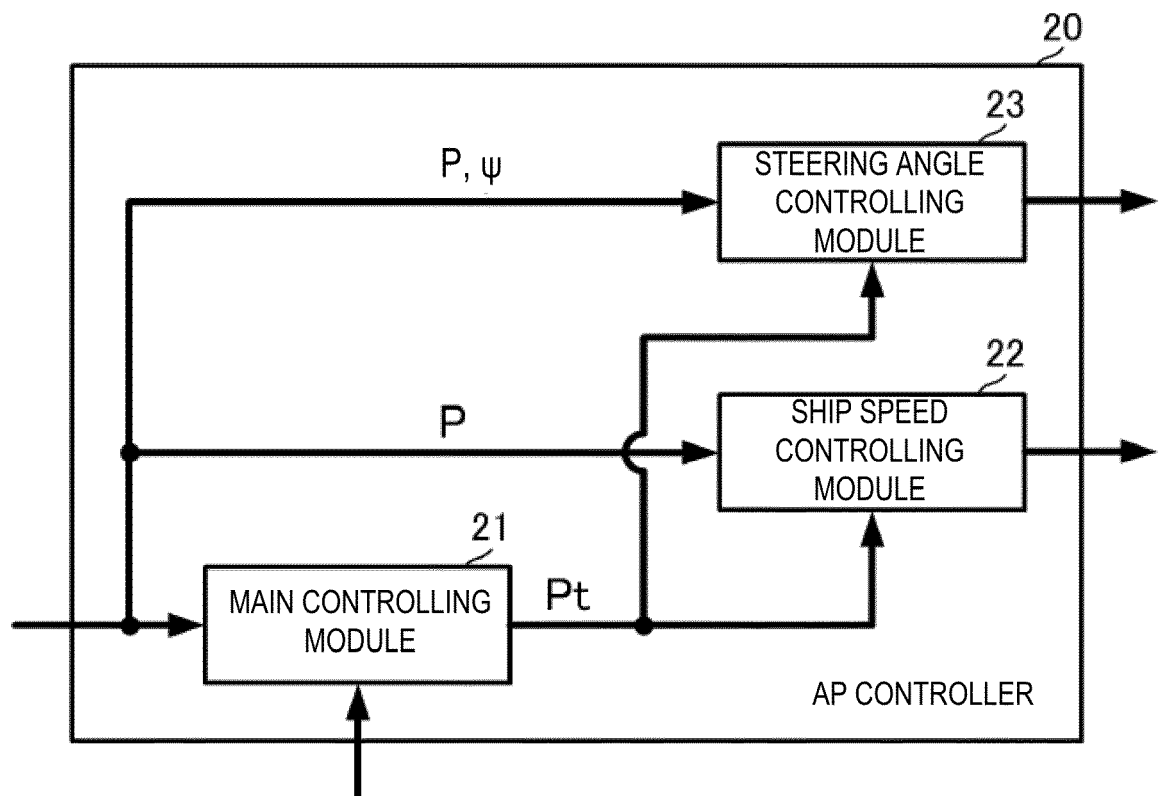 20
23
P, ψ
STEERING ANGLE
CONTROLLING
MODULE
22
P
SHIP SPEED
CONTROLLING
MODULE
21
MAIN CONTROLLING
MODULE
Pt
AP CONTROLLER